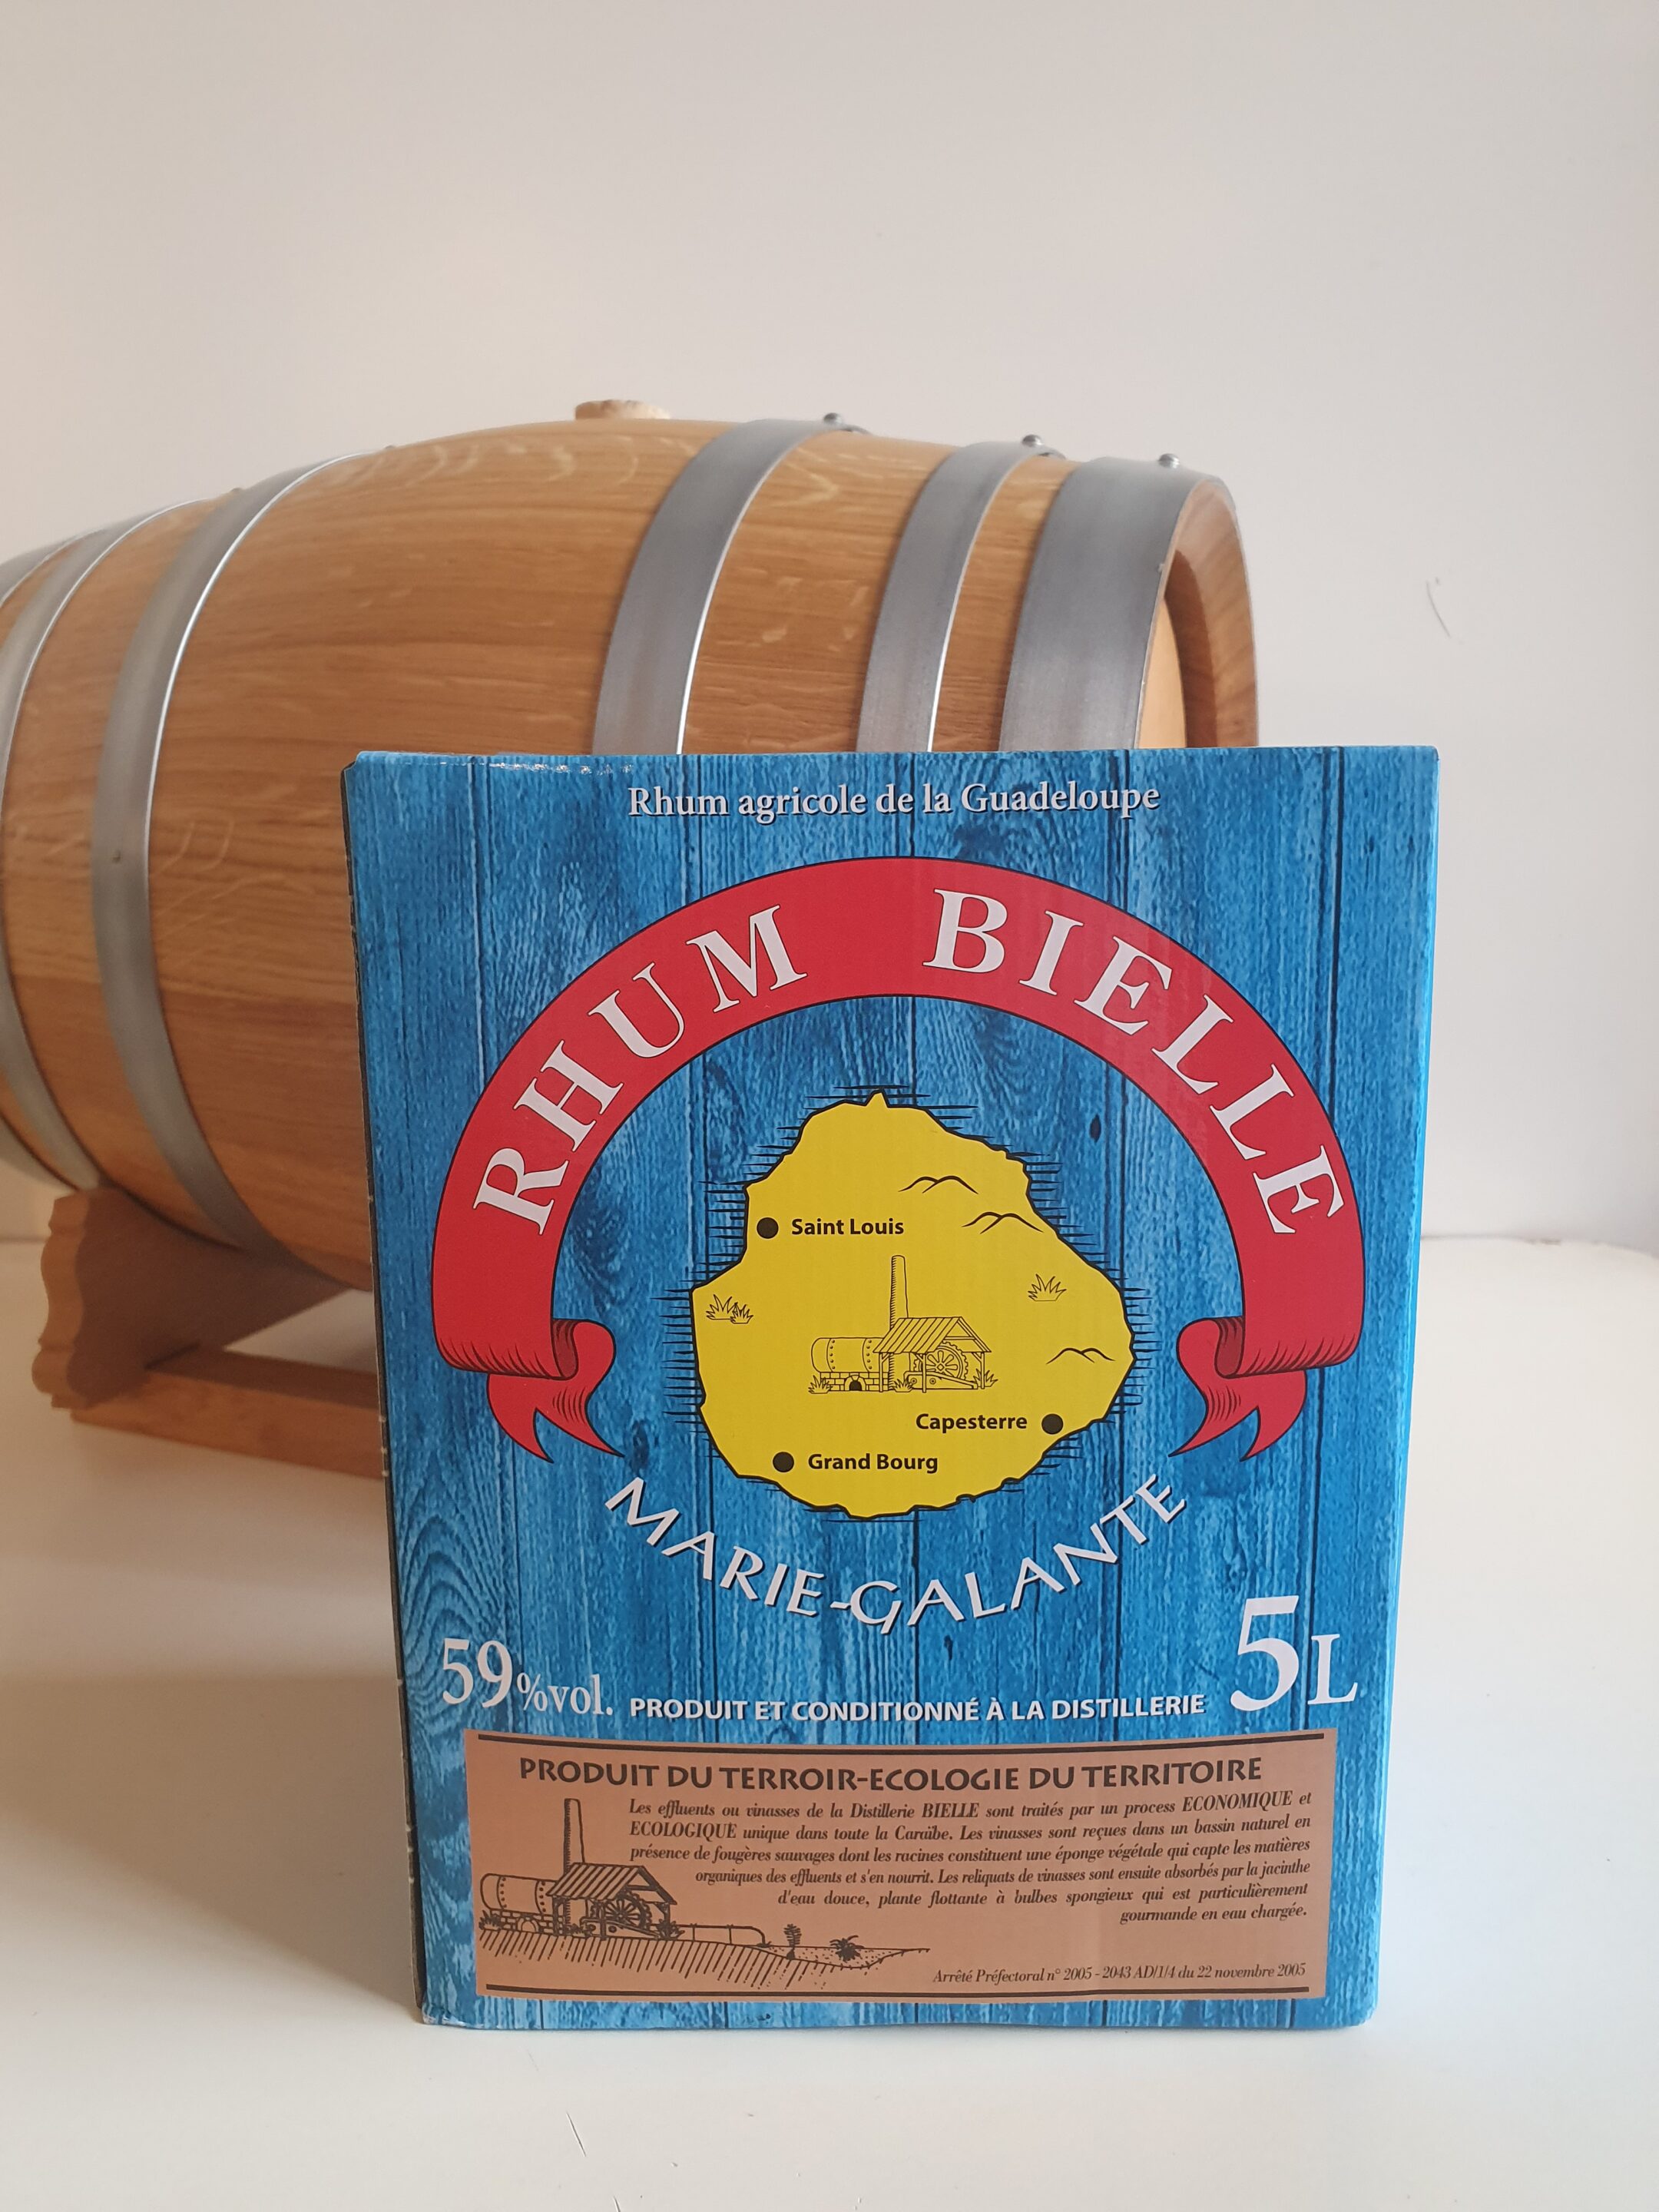 Rhum agricole de la Guadeloupe
RHUM BIELLE
Saint Louis
Capesterre
Grand Bourg
MARIE-GALANTE
59%vol. PRODUIT ET CONDITIONNÉ À LA DISTILLERIE 5L
PRODUIT DU TERROIR-ECOLOGIE DU TERRITOIRE
Les effluents ou vinasses de la Distillerie BIELLE sont traités par un process ECONOMIQUE et
ECOLOGIQUE unique dans toute la Caraïbe. Les vinasses sont reçues dans un bassin naturel en
présence de fougères sauvages dont les racines constituent une éponge végétale qui capte les matières
organiques des effluents et s'en nourrit. Les reliquats de vinasses sont ensuite absorbés par la jacinthe
d'eau douce, plante flottante à bulbes spongieux qui est particulièrement
gourmande en eau chargée.
Arrêté Préfectoral n° 2005 - 2043 AD/1/4 du 22 novembre 2005